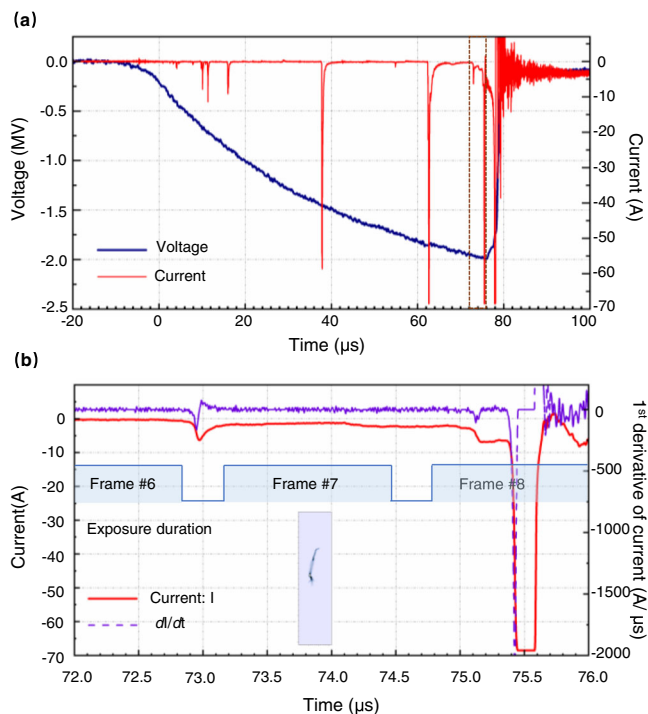 (a)
0.0
-0.5
-1.0
-1.5
-2.0
-2.5
Voltage (MV)
Voltage
Current
0
-10
-20
-30
-40
-50
-60
-70
Current (A)
-20 0 20 40 60 80 100
Time (µs)
(b)
0
-10
-20
-30
-40
-50
-60
-70
Current(A)
Frame #6 Frame #7 Frame #8
Exposure duration
Current: I
dI/dt
0
-500
-1000
-1500
-2000
1st derivative of
current (A/ µs)
72.0 72.5 73.0 73.5 74.0 74.5 75.0 75.5 76.0
Time (µs)